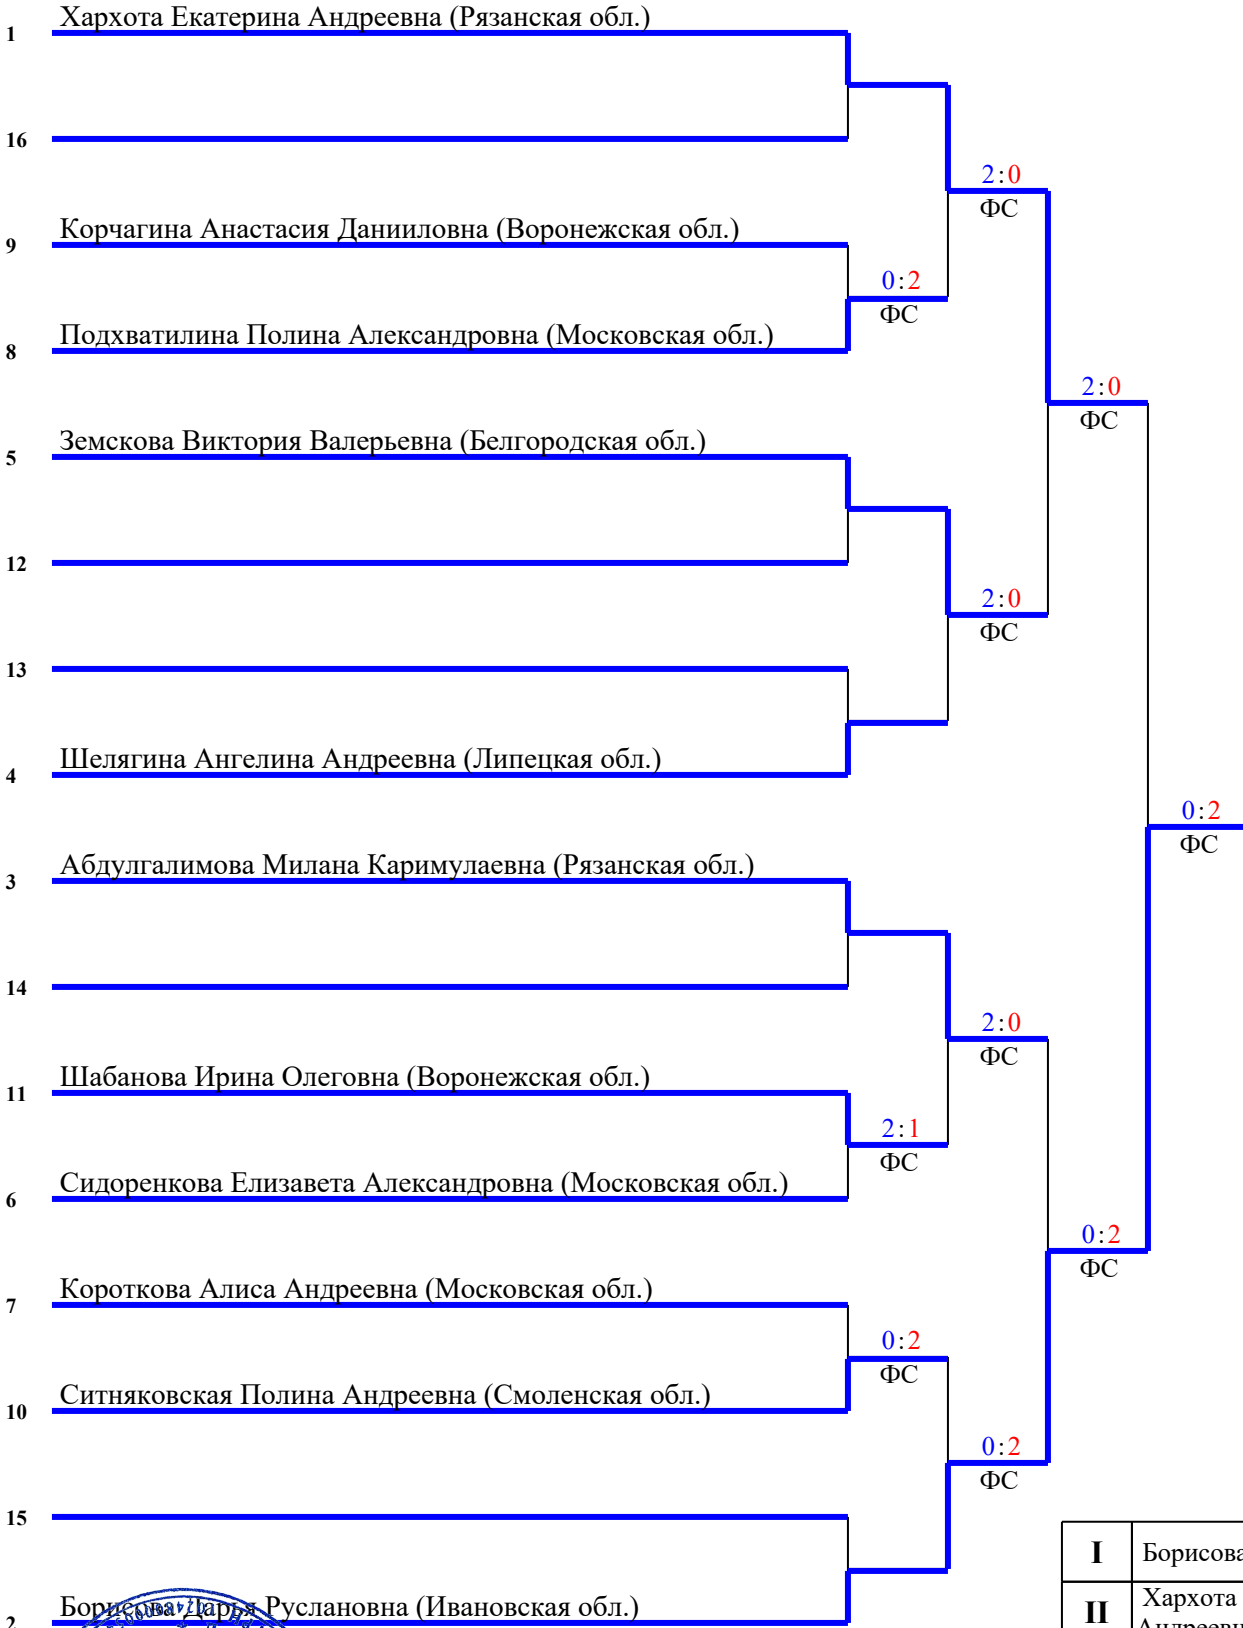 Хархота Екатерина Андреевна (Рязанская обл.)
1
16
2:0
ФС
Корчагина Анастасия Данииловна (Воронежская обл.)
9
0:2
ФС
Подхватилина Полина Александровна (Московская обл.)
8
2:0
ФС
Земскова Виктория Валерьевна (Белгородская обл.)
5
12
2:0
ФС
13
Шелягина Ангелина Андреевна (Липецкая обл.)
4
0:2
ФС
Абдулгалимова Милана Каримулаевна (Рязанская обл.)
3
14
2:0
ФС
Шабанова Ирина Олеговна (Воронежская обл.)
11
2:1
ФС
Сидоренкова Елизавета Александровна (Московская обл.)
6
0:2
ФС
Короткова Алиса Андреевна (Московская обл.)
7
0:2
ФС
Ситняковская Полина Андреевна (Смоленская обл.)
10
0:2
ФС
15
I Борисова
Борисова Дарья Руслановна (Ивановская обл.)
2
II Хархота